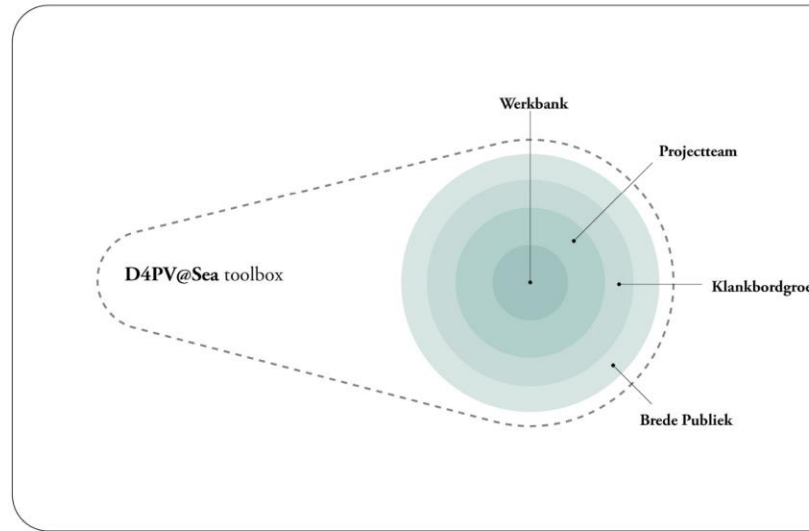 Werkbank
Projectteam
D4PV@Sea toolbox
Klankbordgroe
Brede Publiek